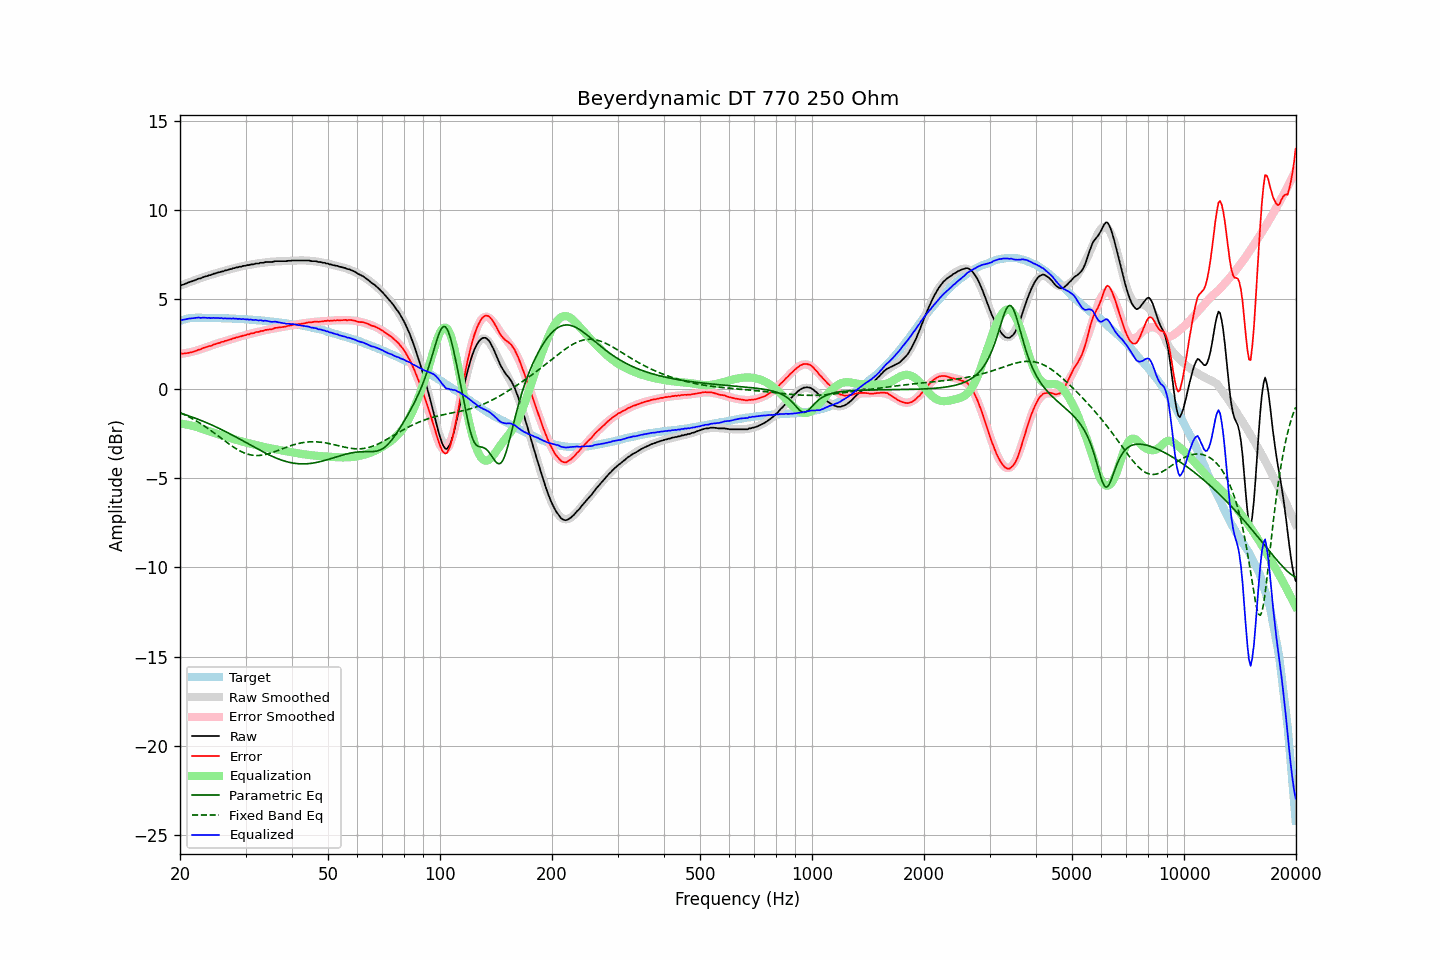 Beyerdynamic DT 770 250 Ohm
Amplitude (dBr)
15
10
5
0
−5
−10
−15
−20
−25
Target
Raw Smoothed
Error Smoothed
Raw
Error
Equalization
Parametric Eq
Fixed Band Eq
Equalized
20 50 100 200 500 1000 2000 5000 10000 20000
Frequency (Hz)